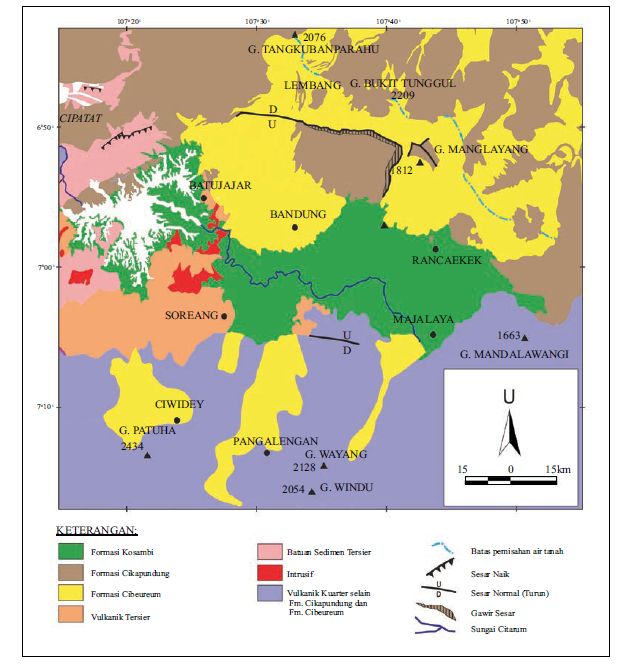 107°20'
107°30'
107°40'
107°50'
2076
G. TANGKUBANPARAHU
LEMBANG
G. BUKTI TUNGGUL
2209
CIPATAT
D
U
6°50'
G. MANGLAYANG
1812
BATUJAJAR
BANDUNG
RANCAEKEK
7°00'
SOREANG
MAJALAYA
U
D
1663
G. MANDALAWANGI
U
15 0 15km
7°10'
CIWIDEY
G. PATUHA
2434
PANGALENGAN
G. WAYANG
2128
2054 G. WINDU
KETERANGAN:
Formasi Kosambi
Formasi Cikapundung
Formasi Cibeureum
Vulkanik Tersier
Batuan Sedimen Tersier
Intrusif
Vulkanik Kuarter selain
Fm. Cikapundung dan
Fm. Cibeureum
Batas pemisahan air tanah
Sesar Naik
U
D
Sesar Normal (Turun)
Gawir Sesar
Sungai Citarum